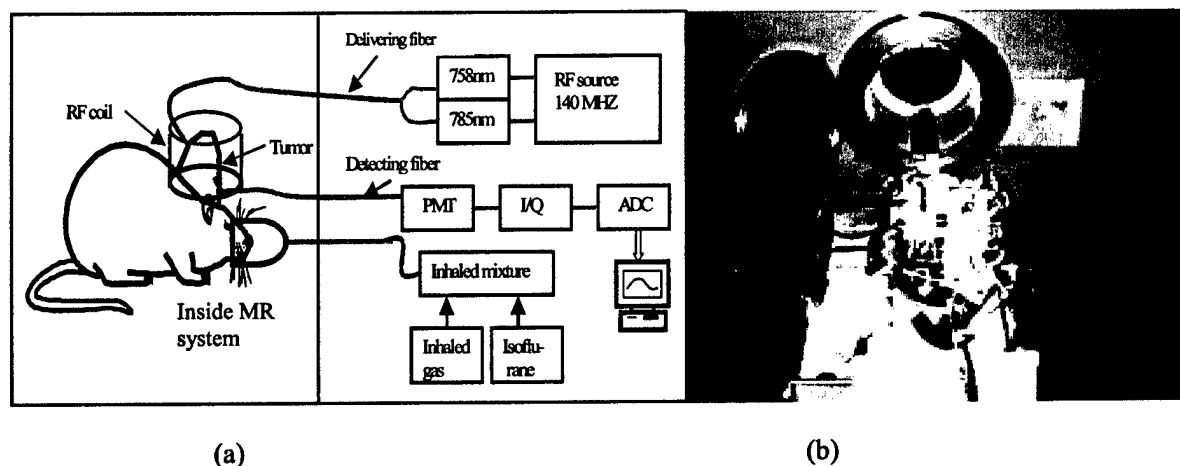 Delivering fiber
758nm
785nm
RF source
140 MHZ
RF coil
Tumor
Detecting fiber
PMT
I/Q
ADC
Inhaled mixture
Inhaled
gas
Isoflu-
rane
Inside MR
system
(a)
(b)